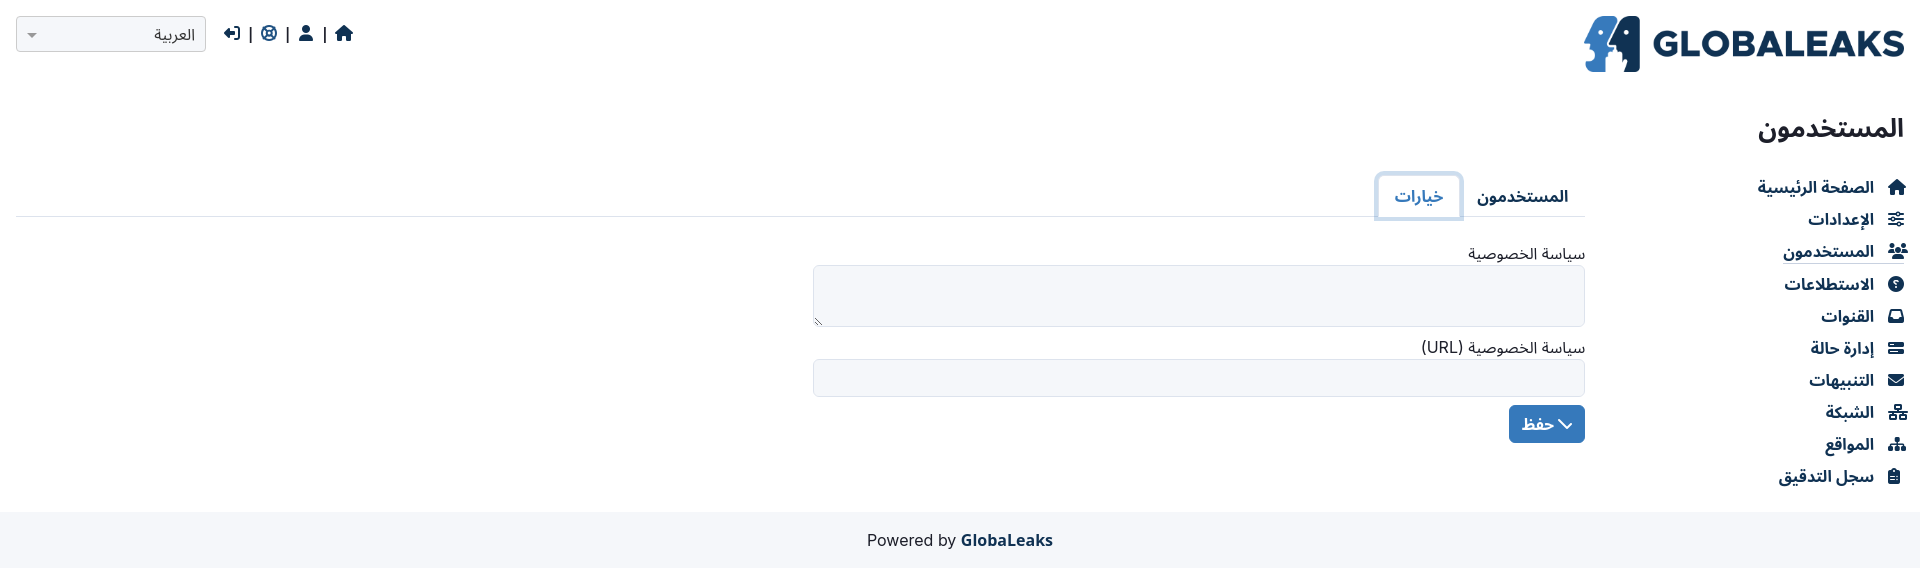 GLOBALEAKS
| | |
العربية
المستخدمون
الصفحة الرئيسية
الإعدادات
المستخدمون
الاستطلاعات
القنوات
إدارة حالة
التنبيهات
الشبكة
المواقع
سجل التدقيق
المستخدمون
خيارات
سياسة الخصوصية
سياسة الخصوصية (URL)
حفظ
Powered by GlobaLeaks